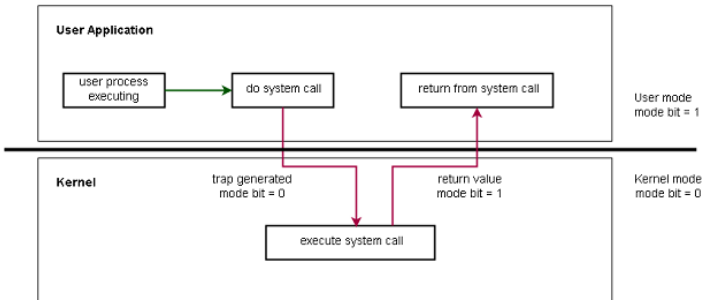 User Application
user process
executing
do system call
return from system call
User mode
mode bit = 1
Kernel
trap generated
mode bit = 0
return value
mode bit = 1
Kernel mode
mode bit = 0
execute system call